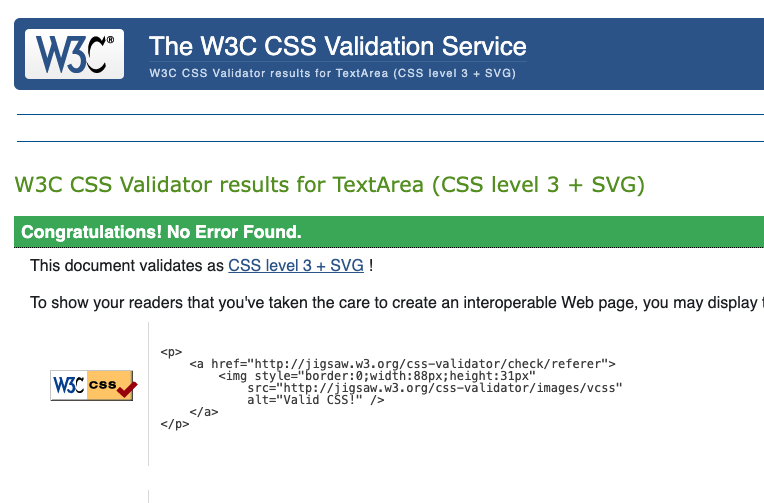 W3C®
The W3C CSS Validation Service
W3C CSS Validator results for TextArea (CSS level 3 + SVG)
W3C CSS Validator results for TextArea (CSS level 3 + SVG)
Congratulations! No Error Found.
This document validates as CSS level 3 + SVG !
To show your readers that you've taken the care to create an interoperable Web page, you may display
W3C css
<p>
    <a href="http://jigsaw.w3.org/css-validator/check/referer">
        <img style="border:0;width:88px;height:31px"
            src="http://jigsaw.w3.org/css-validator/images/vcss"
            alt="Valid CSS!" />
    </a>
</p>